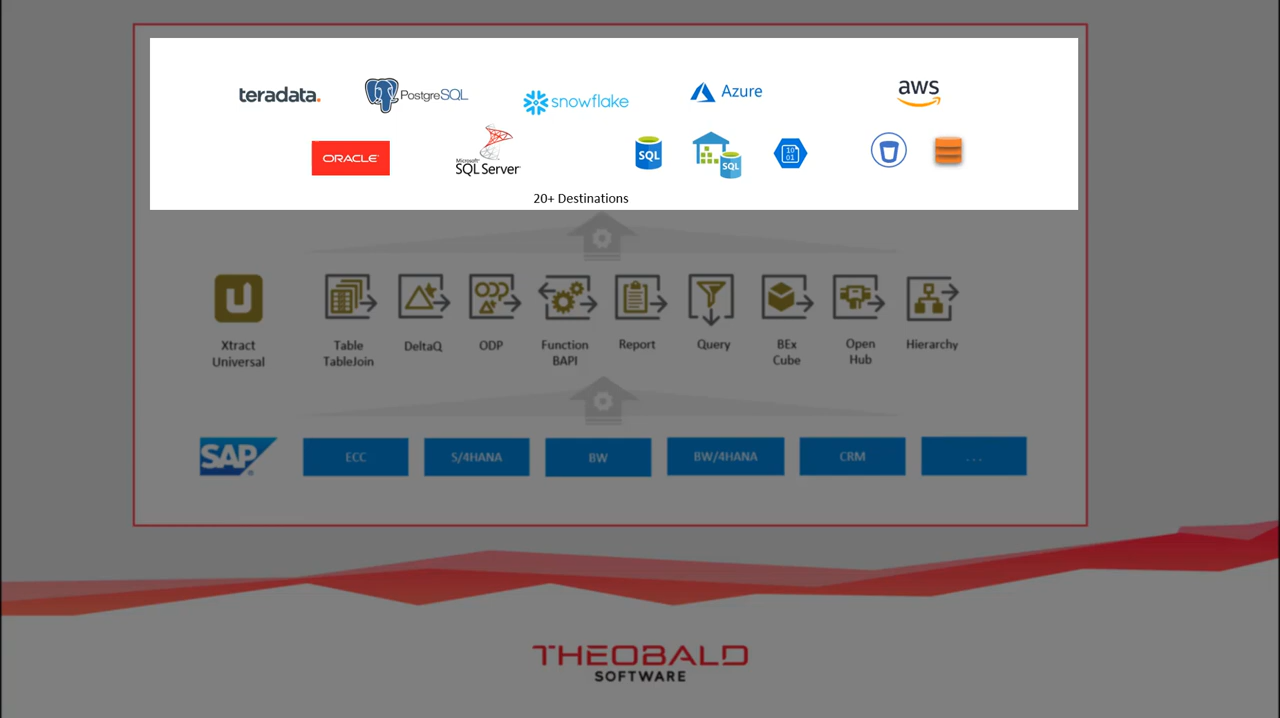 teradata.
PostgreSQL
snowflake
Azure
aws
ORACLE
Microsoft
SQL Server
SQL
SQL
10
01
20+ Destinations
Xtract
Universal
Table
TableJoin
DeltaQ
ODP
ODP
Function
BAPI
Report
Query
BEx
Cube
Open
Hub
Hierarchy
SAP
ECC
S/4HANA
BW
BW/4HANA
CRM
...
THEOBALD
SOFTWARE